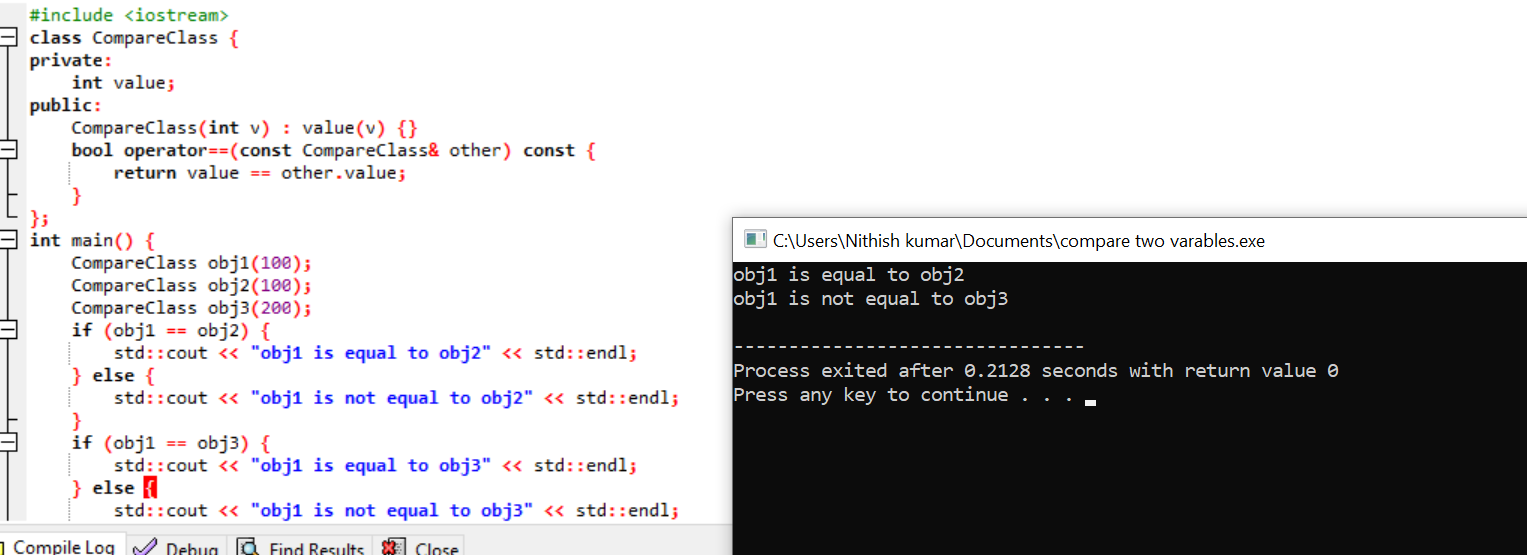 #include <iostream>
class CompareClass {
private:
    int value;
public:
    CompareClass(int v) : value(v) {}
    bool operator==(const CompareClass& other) const {
        return value == other.value;
    }
};
int main() {
    CompareClass obj1(100);
    CompareClass obj2(100);
    CompareClass obj3(200);
    if (obj1 == obj2) {
        std::cout << "obj1 is equal to obj2" << std::endl;
    } else {
        std::cout << "obj1 is not equal to obj2" << std::endl;
    }
    if (obj1 == obj3) {
        std::cout << "obj1 is equal to obj3" << std::endl;
    } else {
        std::cout << "obj1 is not equal to obj3" << std::endl;
C:\Users\Nithish kumar\Documents\compare two varables.exe
obj1 is equal to obj2
obj1 is not equal to obj3
--------------------------------
Process exited after 0.2128 seconds with return value 0
Press any key to continue . . .
Compile Log Debug Find Results Close